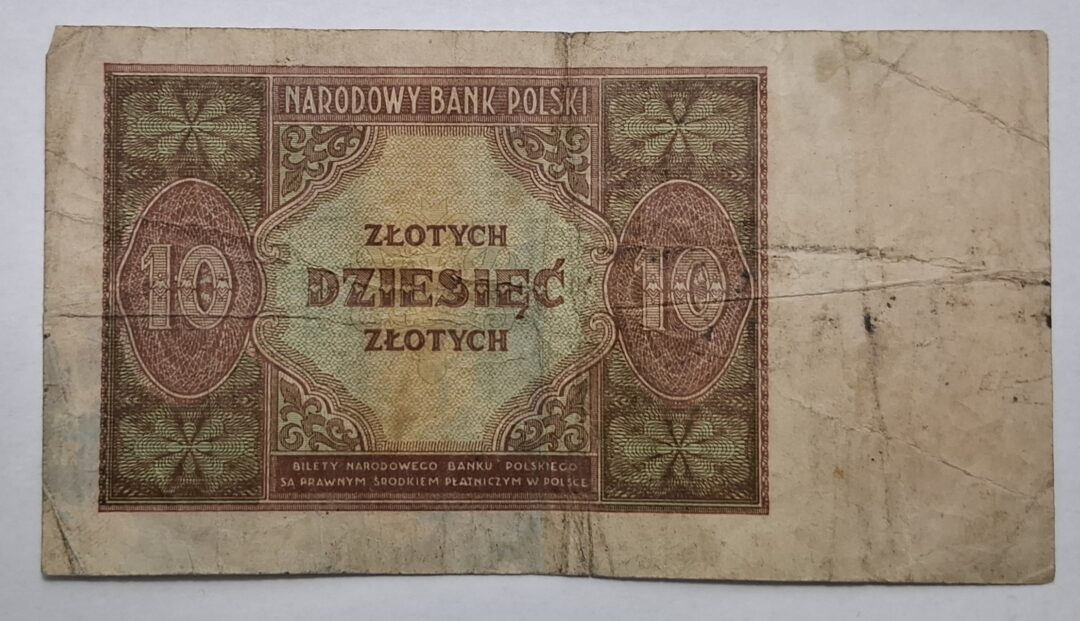 NARODOWY BANK POLSKI
ZŁOTYCH
10 DZIESIĘĆ 10
ZŁOTYCH
BILETY NARODOWEGO BANKU POLSKIEGO
SĄ PRAWNYM ŚRODKIEM PŁATNICZYM W POLSCE